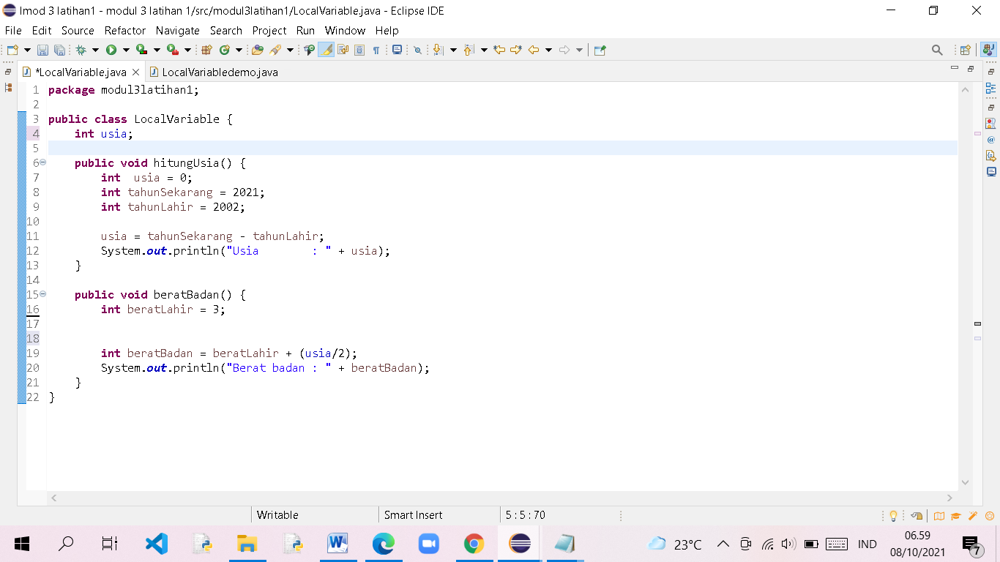 lmod 3 latihan1 - modul 3 latihan 1/src/modul3latihan1/LocalVariable.java - Eclipse IDE
File Edit Source Refactor Navigate Search Project Run Window Help
*LocalVariable.java LocalVariabledemo.java
1 package modul3latihan1;
2
3 public class LocalVariable {
4 int usia;
5
6 public void hitungUsia() {
7 int  usia = 0;
8 int tahunSekarang = 2021;
9 int tahunLahir = 2002;
10
11 usia = tahunSekarang - tahunLahir;
12 System.out.println("Usia        : " + usia);
13 }
14
15 public void beratBadan() {
16 int beratLahir = 3;
17
18
19 int beratBadan = beratLahir + (usia/2);
20 System.out.println("Berat badan : " + beratBadan);
21 }
22 }
Writable Smart Insert 5 : 5 : 70
23°C IND 06.59
08/10/2021 7